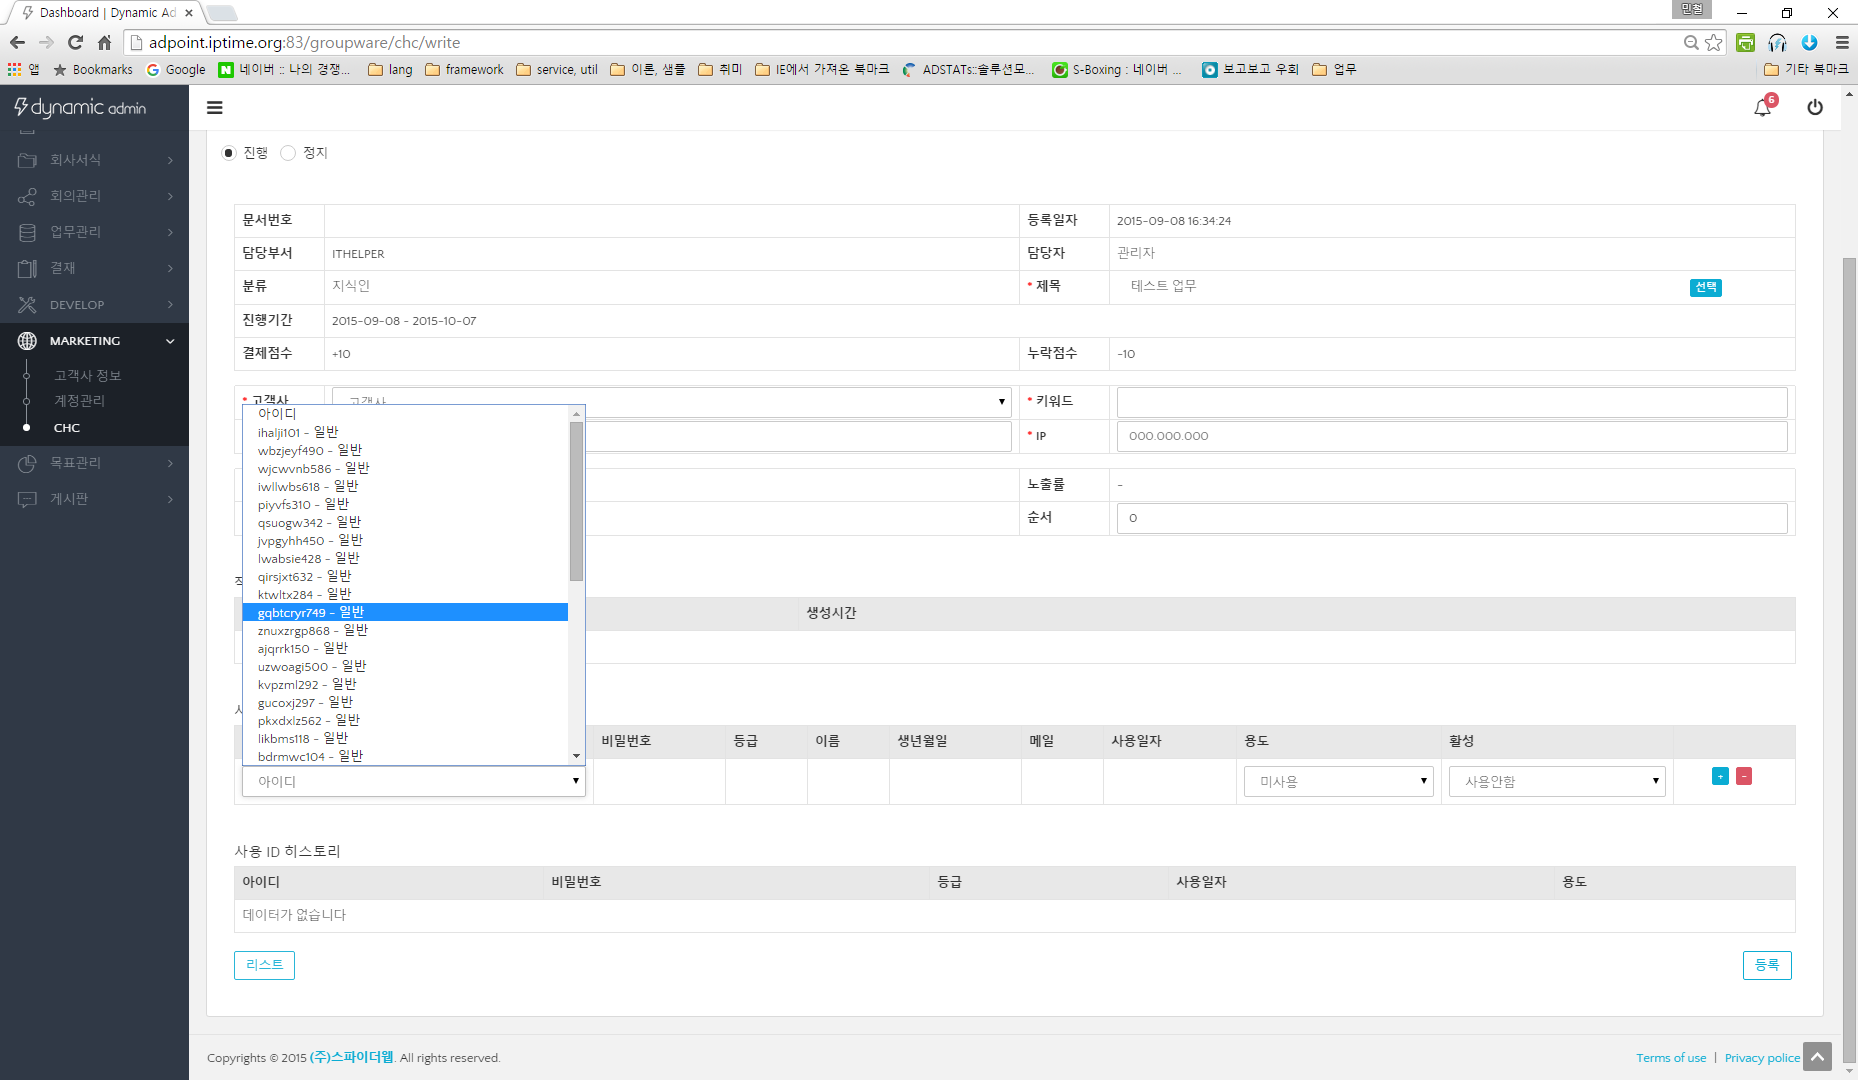 Dashboard | Dynamic Ad
민철
adpoint.iptime.org:83/groupware/chc/write
앱 Bookmarks Google 네이버 :: 나의 경쟁... lang framework service, util 이론, 샘플 취미 IE에서 가져온 북마크 ADSTATs::솔루션모... S-Boxing : 네이버 ... 보고보고 우회 업무 기타 북마크
dynamic admin
6
회사서식
회의관리
업무관리
결재
DEVELOP
MARKETING
고객사 정보
계정관리
CHC
목표관리
게시판
진행 정지
문서번호 등록일자 2015-09-08 16:34:24
담당부서 ITHELPER 담당자 관리자
분류 지식인 * 제목 테스트 업무 선택
진행기간 2015-09-08 - 2015-10-07
결제점수 +10 누락점수 -10
* 고객사 고객사 * 키워드
* IP 000.000.000
노출률 -
순서 0
생성시간
아이디
ihalji101 - 일반
wbzjeyf490 - 일반
wjcwvnb586 - 일반
iwllwbs618 - 일반
piyvfs310 - 일반
qsuogw342 - 일반
jvpgyhh450 - 일반
lwabsie428 - 일반
qirsjxt632 - 일반
ktwltx284 - 일반
gqbtcryr749 - 일반
znuxzrgp868 - 일반
ajqrrk150 - 일반
uzwoagi500 - 일반
kvpzml292 - 일반
gucoxj297 - 일반
pkxdxlz562 - 일반
likbms118 - 일반
bdrmwc104 - 일반
비밀번호 등급 이름 생년월일 메일 사용일자 용도 활성
아이디 미사용 사용안함 + -
사용 ID 히스토리
아이디 비밀번호 등급 사용일자 용도
데이터가 없습니다
리스트 등록
Copyrights © 2015 (주)스파이더웹. All rights reserved.
Terms of use | Privacy police